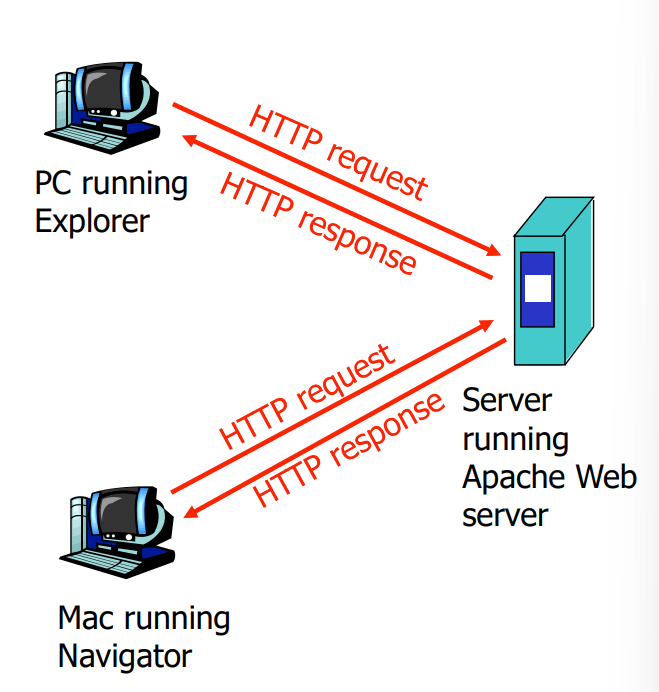 HTTP request
HTTP response
PC running
Explorer
HTTP request
HTTP response
Server
running
Apache Web
server
Mac running
Navigator